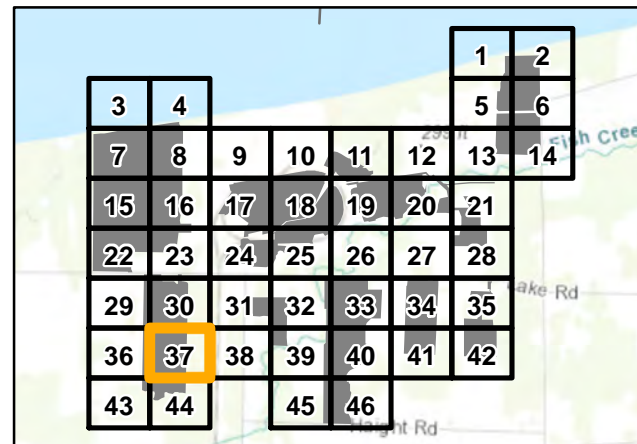 1 2
3 4 5 6
299 ft
Fish Cree
7 8 9 10 11 12 13 14
15 16 17 18 19 20 21
22 23 24 25 26 27 28
Lake Rd
29 30 31 32 33 34 35
36 37 38 39 40 41 42
43 44 45 46
Haight Rd